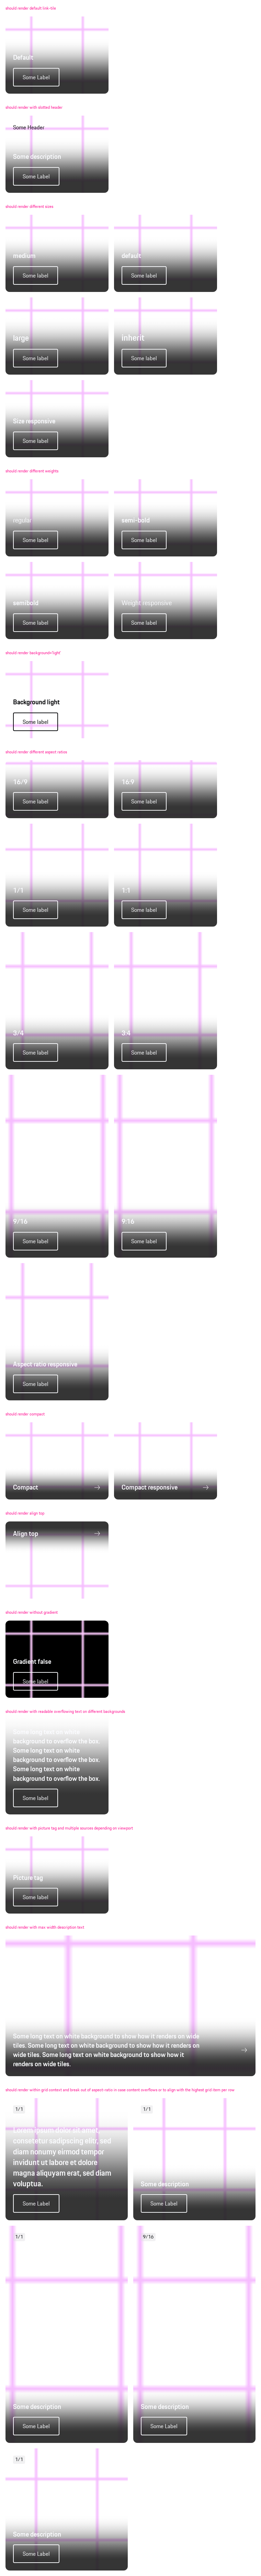 should render default link-tile
Default
Some Label
should render with slotted header
Some Header
Some description
Some Label
should render different sizes
medium
default
Some label
Some label
large
inherit
Some label
Some label
Size responsive
Some label
should render different weights
regular
semi-bold
Some label
Some label
semibold
Weight responsive
Some label
Some label
should render background='light'
Background light
Some label
should render different aspect ratios
16/9
16:9
Some label
Some label
1/1
1:1
Some label
Some label
3/4
3:4
Some label
Some label
9/16
9:16
Some label
Some label
Aspect ratio responsive
Some label
should render compact
Compact
Compact responsive
should render align top
Align top
should render without gradient
Gradient false
Some label
should render with readable overflowing text on different backgrounds
Some long text on white
background to overflow the box.
Some long text on white
background to overflow the box.
Some long text on white
background to overflow the box.
Some label
should render with picture tag and multiple sources depending on viewport
Picture tag
Some label
should render with max width description text
Some long text on white background to show how it renders on wide
tiles. Some long text on white background to show how it renders on
wide tiles. Some long text on white background to show how it
renders on wide tiles.
should render within grid context and break out of aspect-ratio in case content overflows or to align with the highest grid item per row
1/1
1/1
Lorem ipsum dolor sit amet,
consetetur sadipscing elitr, sed
diam nonumy eirmod tempor
invidunt ut labore et dolore
magna aliquyam erat, sed diam
voluptua.
Some description
Some Label
Some Label
1/1
9/16
Some description
Some description
Some Label
Some Label
1/1
Some description
Some Label